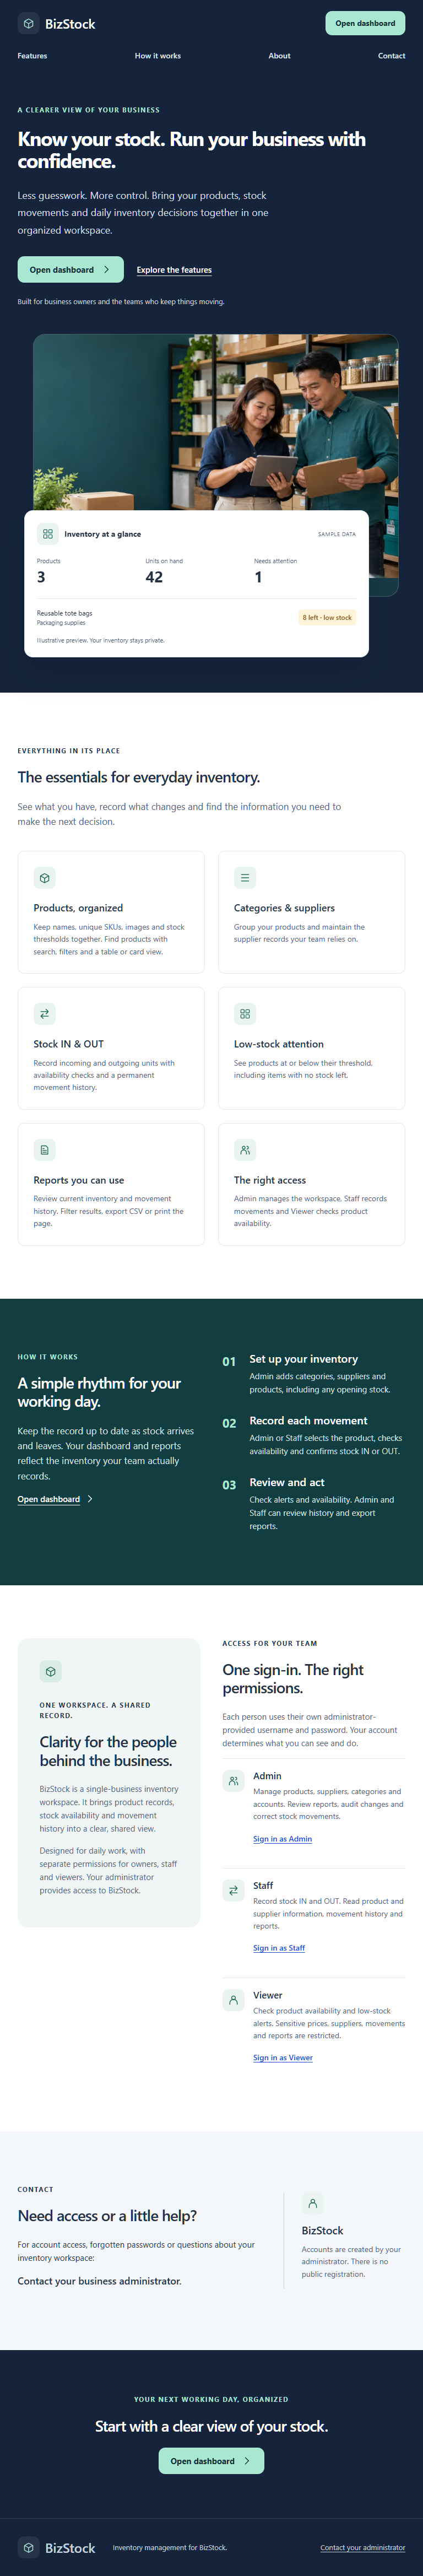 BizStock
Open dashboard
Features
How it works
About
Contact
A CLEARER VIEW OF YOUR BUSINESS
Know your stock. Run your business with
confidence.
Less guesswork. More control. Bring your products, stock
movements and daily inventory decisions together in one
organized workspace.
Open dashboard
Explore the features
Built for business owners and the teams who keep things moving.
Inventory at a glance
SAMPLE DATA
Products
Units on hand
Needs attention
3
42
1
Reusable tote bags
Packaging supplies
8 left · low stock
Illustrative preview. Your inventory stays private.
EVERYTHING IN ITS PLACE
The essentials for everyday inventory.
See what you have, record what changes and find the information you need to
make the next decision.
Products, organized
Keep names, unique SKUs, images and stock
thresholds together. Find products with
search, filters and a table or card view.
Categories & suppliers
Group your products and maintain the
supplier records your team relies on.
Stock IN & OUT
Record incoming and outgoing units with
availability checks and a permanent
movement history.
Low-stock attention
See products at or below their threshold,
including items with no stock left.
Reports you can use
Review current inventory and movement
history. Filter results, export CSV or print the
page.
The right access
Admin manages the workspace, Staff records
movements and Viewer checks product
availability.
HOW IT WORKS
A simple rhythm for your
working day.
Keep the record up to date as stock arrives
and leaves. Your dashboard and reports
reflect the inventory your team actually
records.
Open dashboard
01
Set up your inventory
Admin adds categories, suppliers and
products, including any opening stock.
02
Record each movement
Admin or Staff selects the product, checks
availability and confirms stock IN or OUT.
03
Review and act
Check alerts and availability. Admin and
Staff can review history and export
reports.
ONE WORKSPACE. A SHARED
RECORD.
Clarity for the people
behind the business.
BizStock is a single-business inventory
workspace. It brings product records,
stock availability and movement
history into a clear, shared view.
Designed for daily work, with
separate permissions for owners, staff
and viewers. Your administrator
provides access to BizStock.
ACCESS FOR YOUR TEAM
One sign-in. The right
permissions.
Each person uses their own administrator-
provided username and password. Your account
determines what you can see and do.
Admin
Manage products, suppliers, categories and
accounts. Review reports, audit changes and
correct stock movements.
Sign in as Admin
Staff
Record stock IN and OUT. Read product and
supplier information, movement history and
reports.
Sign in as Staff
Viewer
Check product availability and low-stock
alerts. Sensitive prices, suppliers, movements
and reports are restricted.
Sign in as Viewer
CONTACT
Need access or a little help?
For account access, forgotten passwords or questions about your
inventory workspace:
Contact your business administrator.
BizStock
Accounts are created by your
administrator. There is no
public registration.
YOUR NEXT WORKING DAY, ORGANIZED
Start with a clear view of your stock.
Open dashboard
BizStock
Inventory management for BizStock.
Contact your administrator